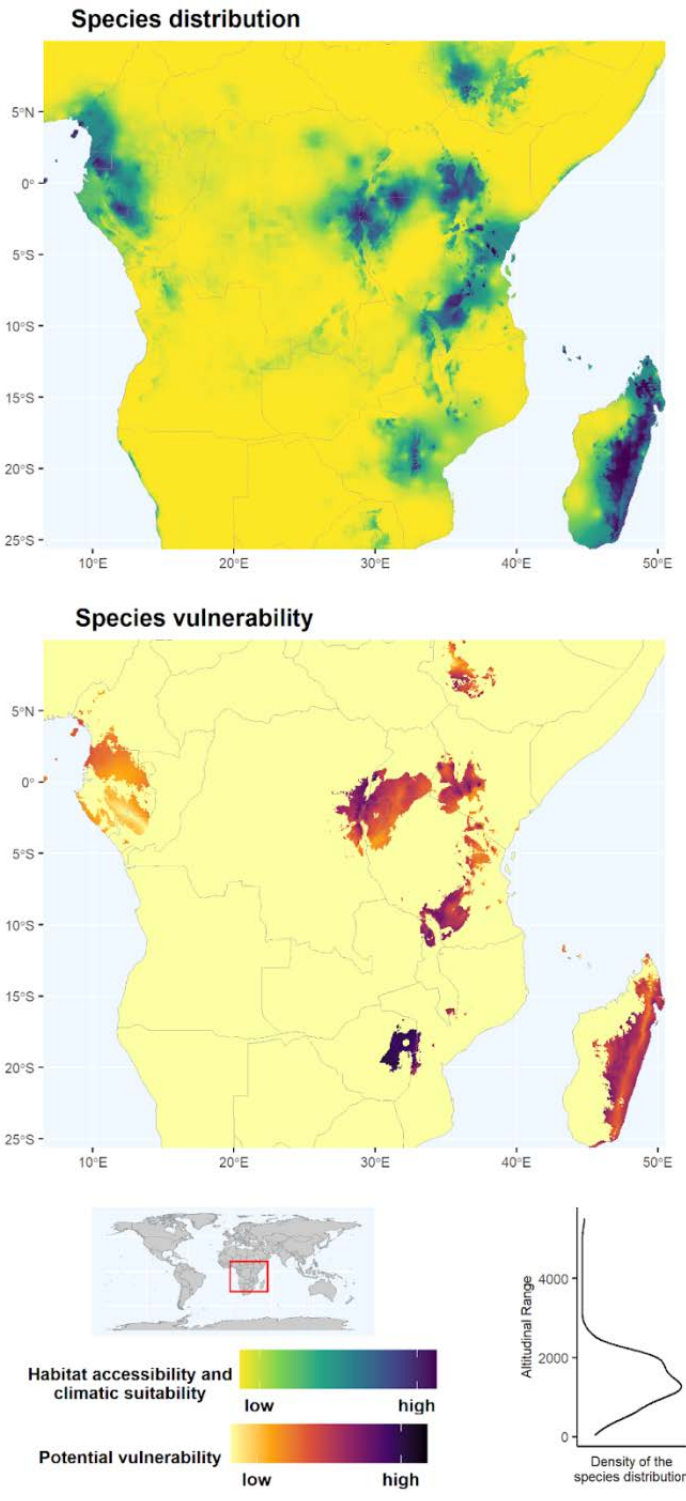 Species distribution
5°N
0°
5°S
10°S
15°S
20°S
25°S
10°E
20°E
30°E
40°E
50°E
Species vulnerability
5°N
0°
5°S
10°S
15°S
20°S
25°S
10°E
20°E
30°E
40°E
50°E
Habitat accessibility and
climatic suitability
low
high
Potential vulnerability
low
high
Altitudinal Range
4000
2000
0
Density of the
species distribution